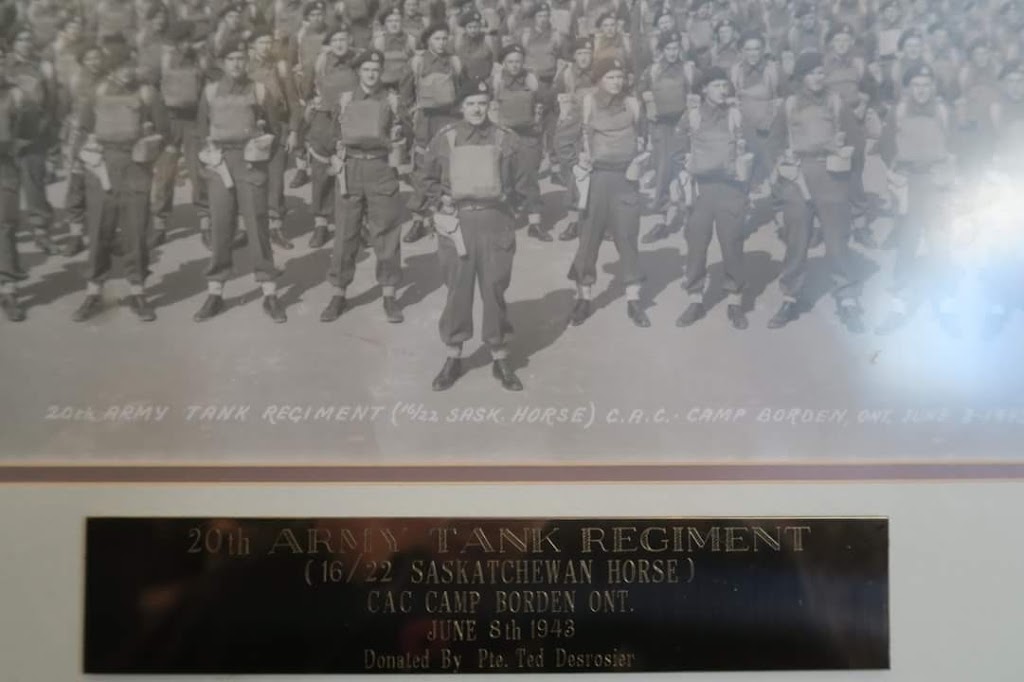 20th ARMY TANK REGIMENT (16/22 SASK. HORSE) C.A.C. CAMP BORDEN, ONT. JUNE
20th ARMY TANK REGIMENT
(16/22 SASKATCHEWAN HORSE)
CAC CAMP BORDEN ONT.
JUNE 8th 1943
Donated By Pte. Ted Desrosier